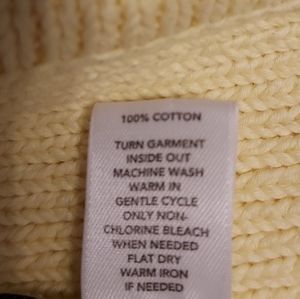 100% COTTON
TURN GARMENT
INSIDE OUT
MACHINE WASH
WARM IN
GENTLE CYCLE
ONLY NON-
CHLORINE BLEACH
WHEN NEEDED
FLAT DRY
WARM IRON
IF NEEDED